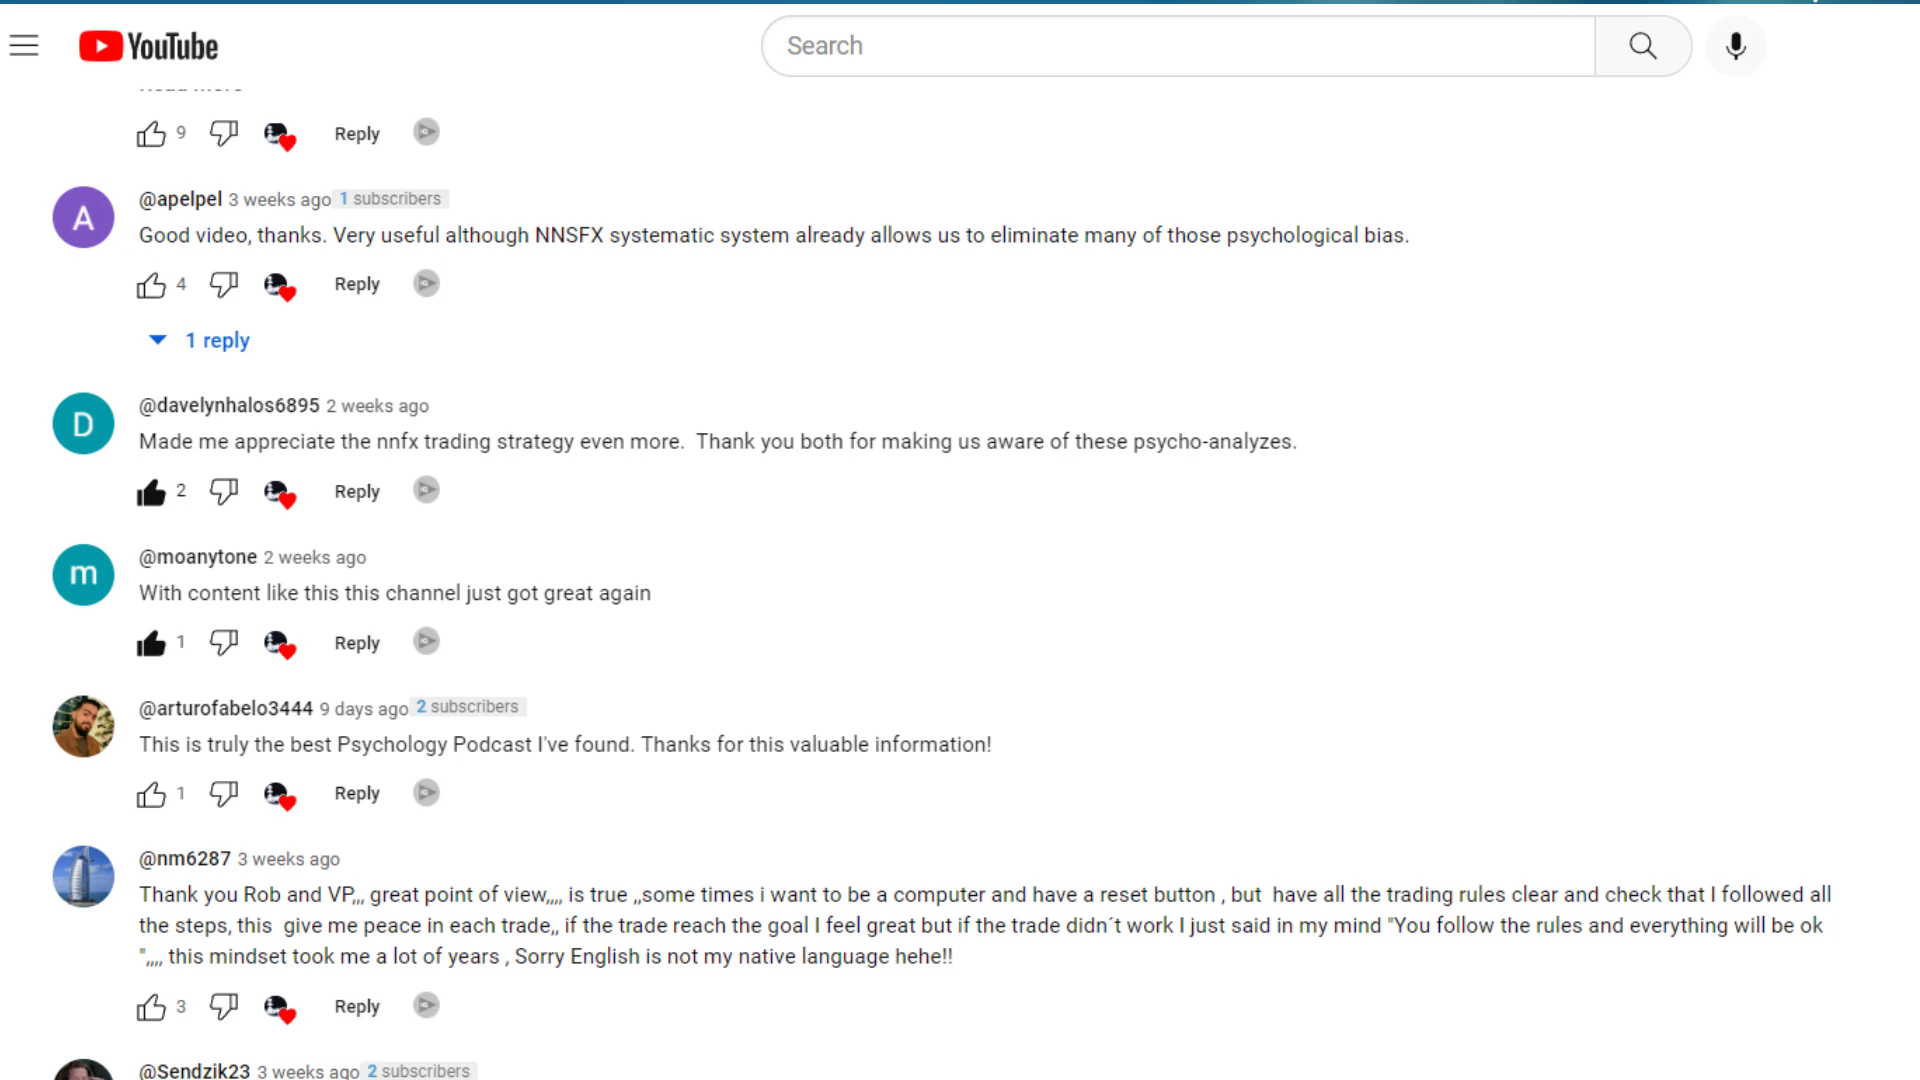 YouTube
Search
9
Reply
@apelpel 3 weeks ago 1 subscribers
A
Good video, thanks. Very useful although NNSFX systematic system already allows us to eliminate many of those psychological bias.
4
Reply
1 reply
@davelynhalos6895 2 weeks ago
D
Made me appreciate the nnfx trading strategy even more.  Thank you both for making us aware of these psycho-analyzes.
2
Reply
@moanytone 2 weeks ago
m
With content like this this channel just got great again
1
Reply
@arturofabelo3444 9 days ago 2 subscribers
This is truly the best Psychology Podcast I've found. Thanks for this valuable information!
1
Reply
@nm6287 3 weeks ago
Thank you Rob and VP,,, great point of view,,,, is true ,,some times i want to be a computer and have a reset button , but  have all the trading rules clear and check that I followed all
the steps, this  give me peace in each trade,, if the trade reach the goal I feel great but if the trade didn´t work I just said in my mind "You follow the rules and everything will be ok
",,,, this mindset took me a lot of years , Sorry English is not my native language hehe!!
3
Reply
@Sendzik23 3 weeks ago 2 subscribers